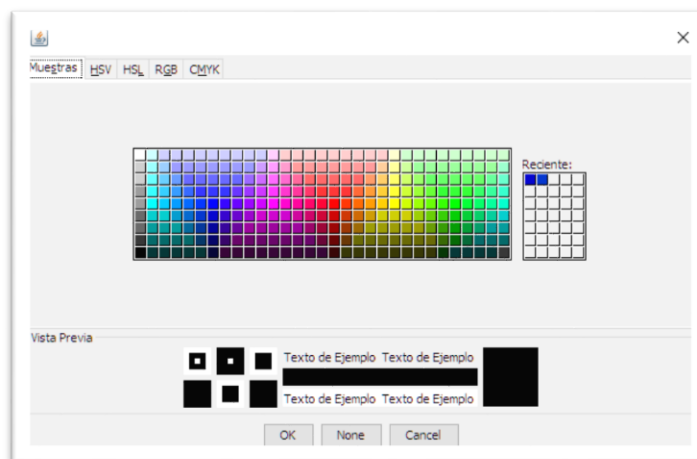 Muestras HSV HSL RGB CMYK
Reciente:
Vista Previa
Texto de Ejemplo Texto de Ejemplo
Texto de Ejemplo Texto de Ejemplo
OK None Cancel